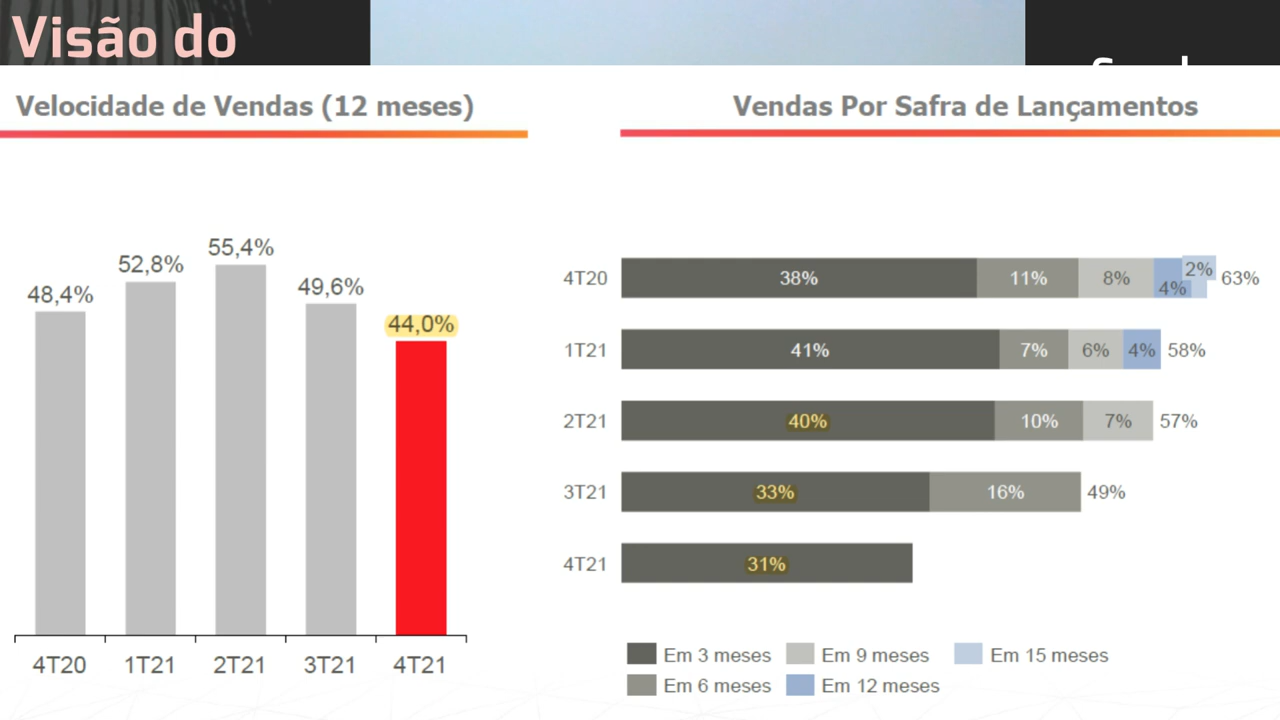 Visão do
Velocidade de Vendas (12 meses)
48,4%
52,8%
55,4%
49,6%
44,0%
4T20
1T21
2T21
3T21
4T21
Vendas Por Safra de Lançamentos
4T20 38% 11% 8% 4% 2% 63%
1T21 41% 7% 6% 4% 58%
2T21 40% 10% 7% 57%
3T21 33% 16% 49%
4T21 31%
Em 3 meses Em 9 meses Em 15 meses
Em 6 meses Em 12 meses